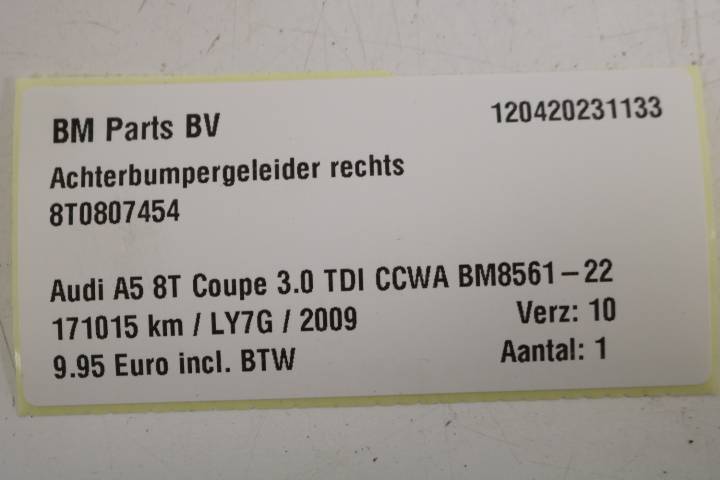 BM Parts BV 120420231133
Achterbumpergeleider rechts
8T0807454
Audi A5 8T Coupe 3.0 TDI CCWA BM8561-22
171015 km / LY7G / 2009 Verz: 10
9.95 Euro incl. BTW Aantal: 1